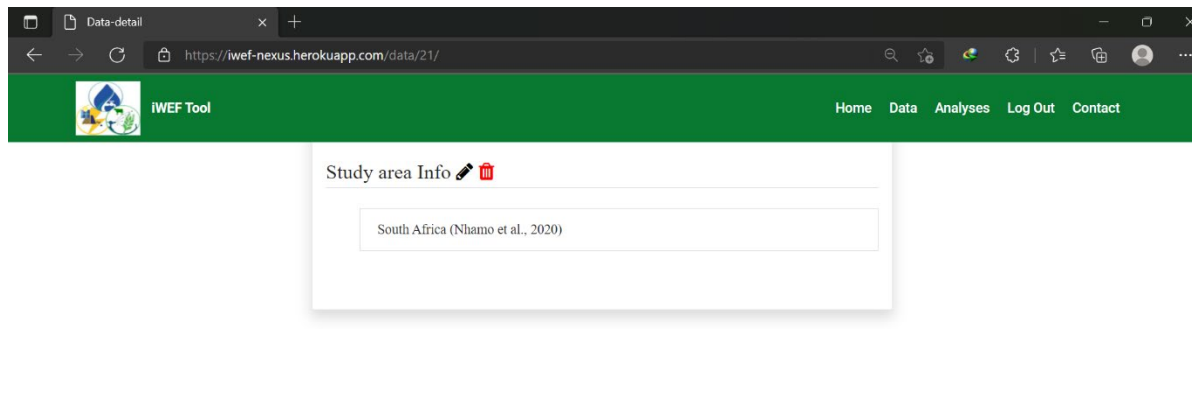 Data-detail
https://iwef-nexus.herokuapp.com/data/21/
iWEF Tool
Home Data Analyses Log Out Contact
Study area Info
South Africa (Nhamo et al., 2020)